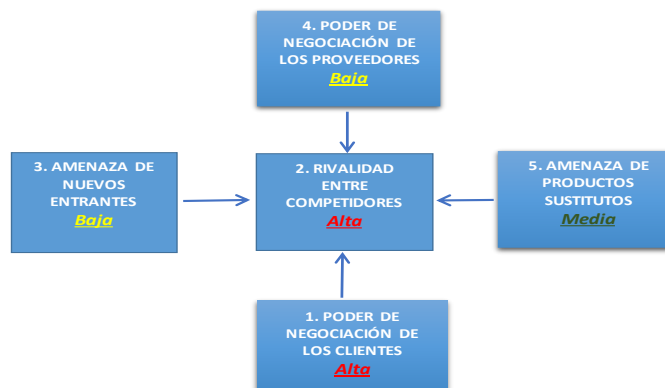 4. PODER DE
NEGOCIACIÓN DE
LOS PROVEEDORES
Baja
3. AMENAZA DE
NUEVOS
ENTRANTES
Baja
2. RIVALIDAD
ENTRE
COMPETIDORES
Alta
5. AMENAZA DE
PRODUCTOS
SUSTITUTOS
Media
1. PODER DE
NEGOCIACIÓN DE
LOS CLIENTES
Alta